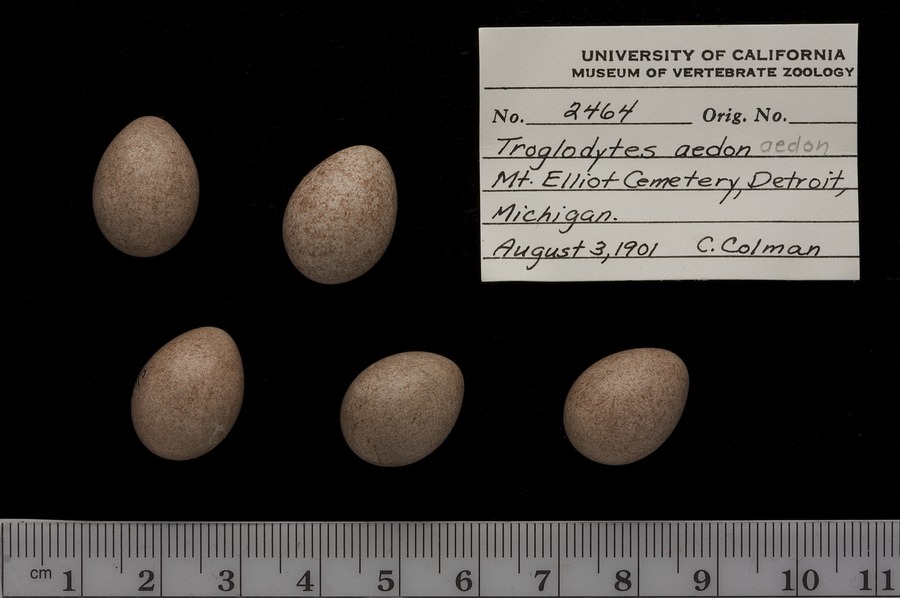 UNIVERSITY OF CALIFORNIA
MUSEUM OF VERTEBRATE ZOOLOGY
No. 2464 Orig. No.
Troglodytes aedon aedon
Mt. Elliot Cemetery, Detroit,
Michigan.
August 3, 1901 C. Colman
cm 1 2 3 4 5 6 7 8 9 10 11